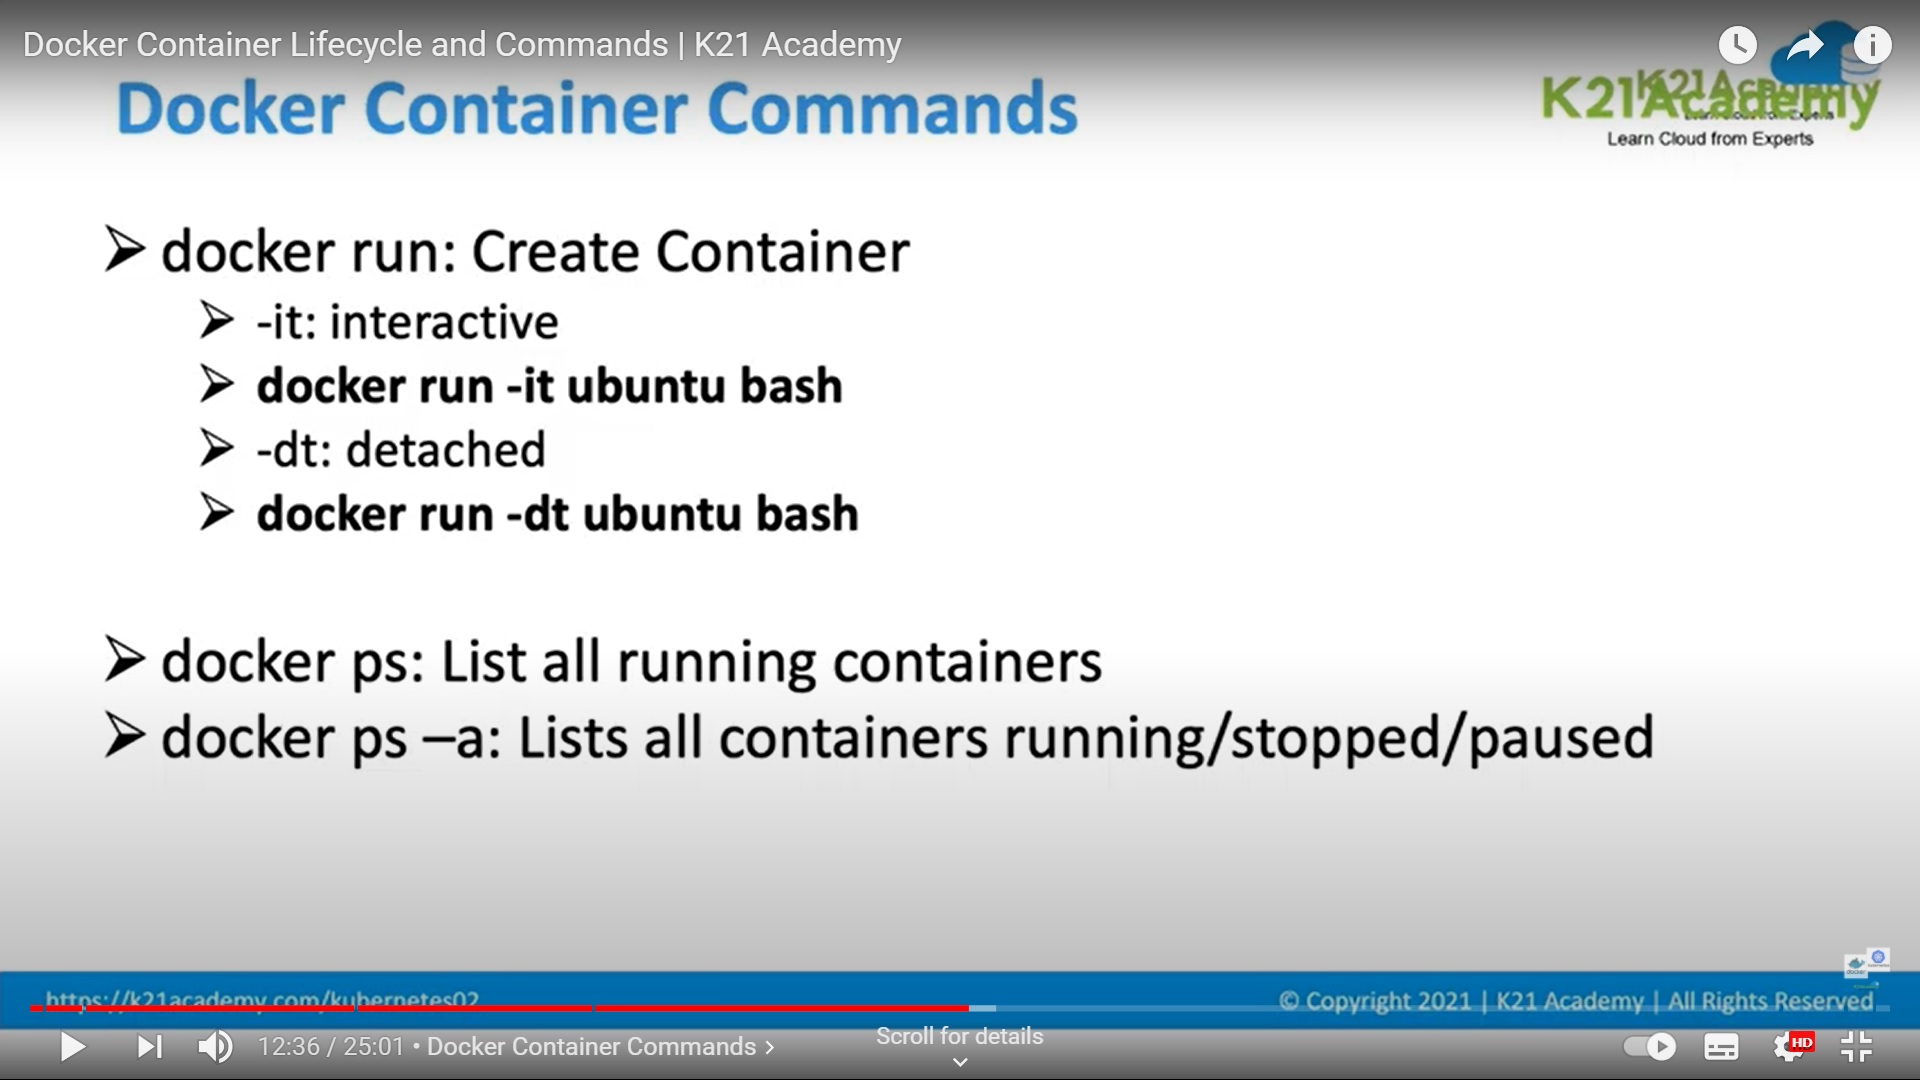 Docker Container Lifecycle and Commands | K21 Academy
Docker Container Commands
K21Academy
Learn Cloud from Experts
➢ docker run: Create Container
➢ -it: interactive
➢ docker run -it ubuntu bash
➢ -dt: detached
➢ docker run -dt ubuntu bash
➢ docker ps: List all running containers
➢ docker ps –a: Lists all containers running/stopped/paused
https://k21academy.com/kubernetes02
© Copyright 2021 | K21 Academy | All Rights Reserved
Scroll for details
12:36 / 25:01 • Docker Container Commands >
HD